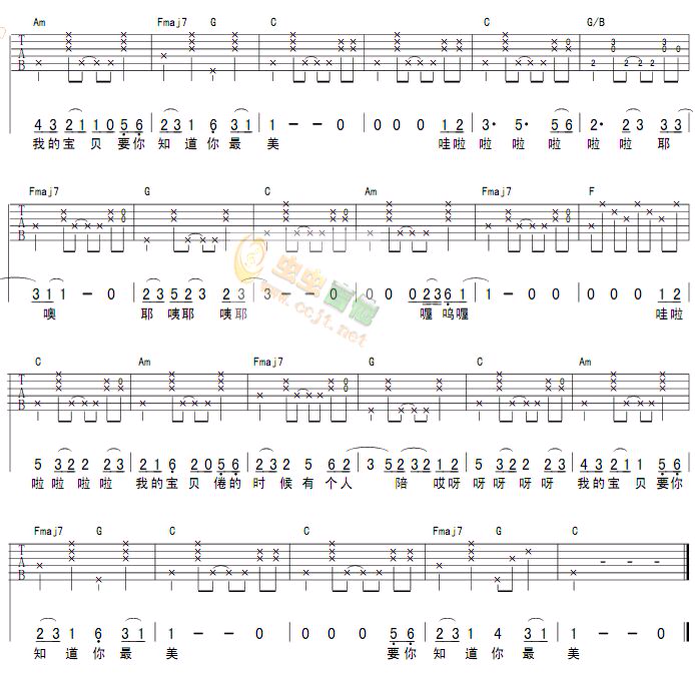 Am Fmaj7 G C C G/B
T A B
4 3 2 1 1 0 5 6 2 3 1 6 3 1 1 - - 0 0 0 0 1 2 3· 5· 5 6 2· 2 3 3 3
我的宝贝要你 知道你最 美 哇啦 啦 啦 啦 啦 啦 耶
Fmaj7 G C Am Fmaj7 F
T A B
3 1 1 - 0 2 3 5 2 3 2 3 3 - - 0 0 0 0 2 3 6 1 1 - 0 0 0 0 0 1 2
噢 耶咦耶 咦耶 喔呜喔 哇啦
虫虫吉他
www.ccjt.net
C Am Fmaj7 G C Am
T A B
5 3 2 2 2 3 2 1 6 2 0 5 6 2 3 2 5 6 2 3 5 2 3 2 1 2 5 3 2 2 2 3 4 3 2 1 1 5 6
啦 啦啦 啦 我的宝贝倦的 时候有个人 陪 哎呀 呀呀呀呀 我的宝贝要你
Fmaj7 G C C Fmaj7 G C
T A B
2 3 1 6 3 1 1 - - 0 0 0 0 5 6 2 3 1 4 3 1 1 - - 0
知道你最 美 要你 知道你最 美